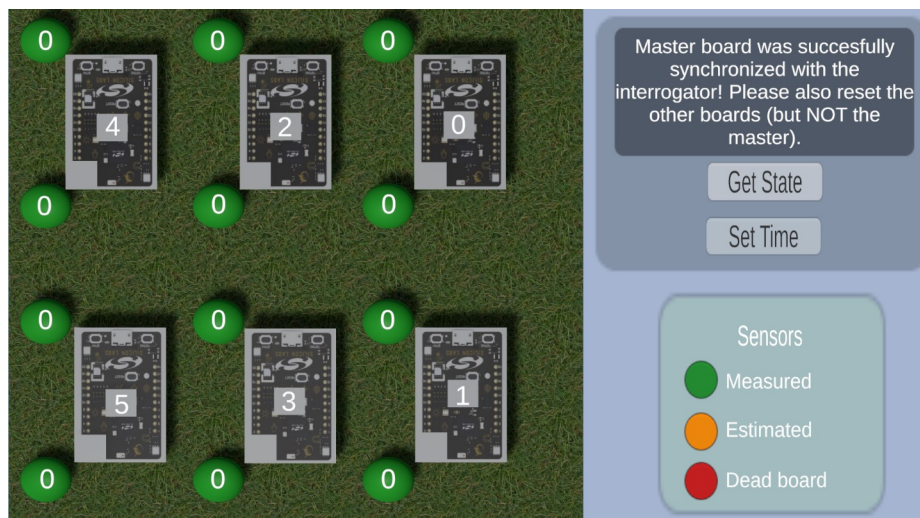 0 0 0
4 2 0
0 0 0
0 0 0
5 3 1
0 0 0
Master board was succesfully
synchronized with the
interrogator! Please also reset the
other boards (but NOT the
master).
Get State
Set Time
Sensors
Measured
Estimated
Dead board